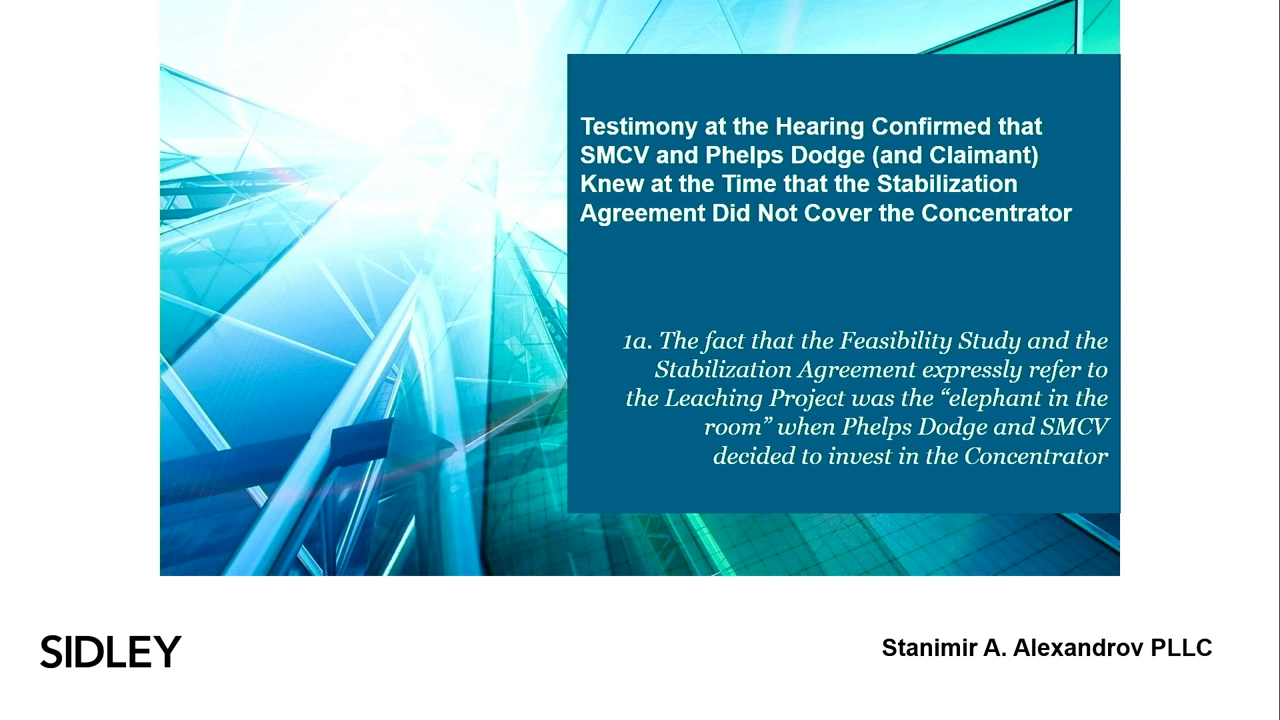 Testimony at the Hearing Confirmed that
SMCV and Phelps Dodge (and Claimant)
Knew at the Time that the Stabilization
Agreement Did Not Cover the Concentrator
1a. The fact that the Feasibility Study and the
Stabilization Agreement expressly refer to
the Leaching Project was the “elephant in the
room” when Phelps Dodge and SMCV
decided to invest in the Concentrator
SIDLEY
Stanimir A. Alexandrov PLLC